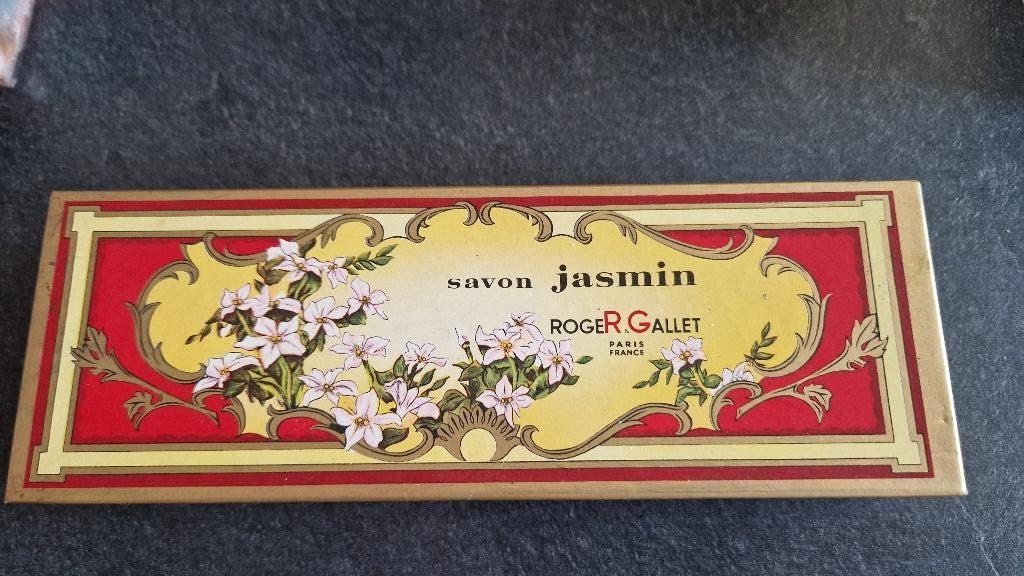 savon jasmin
ROGER.GALLET
PARIS
FRANCE